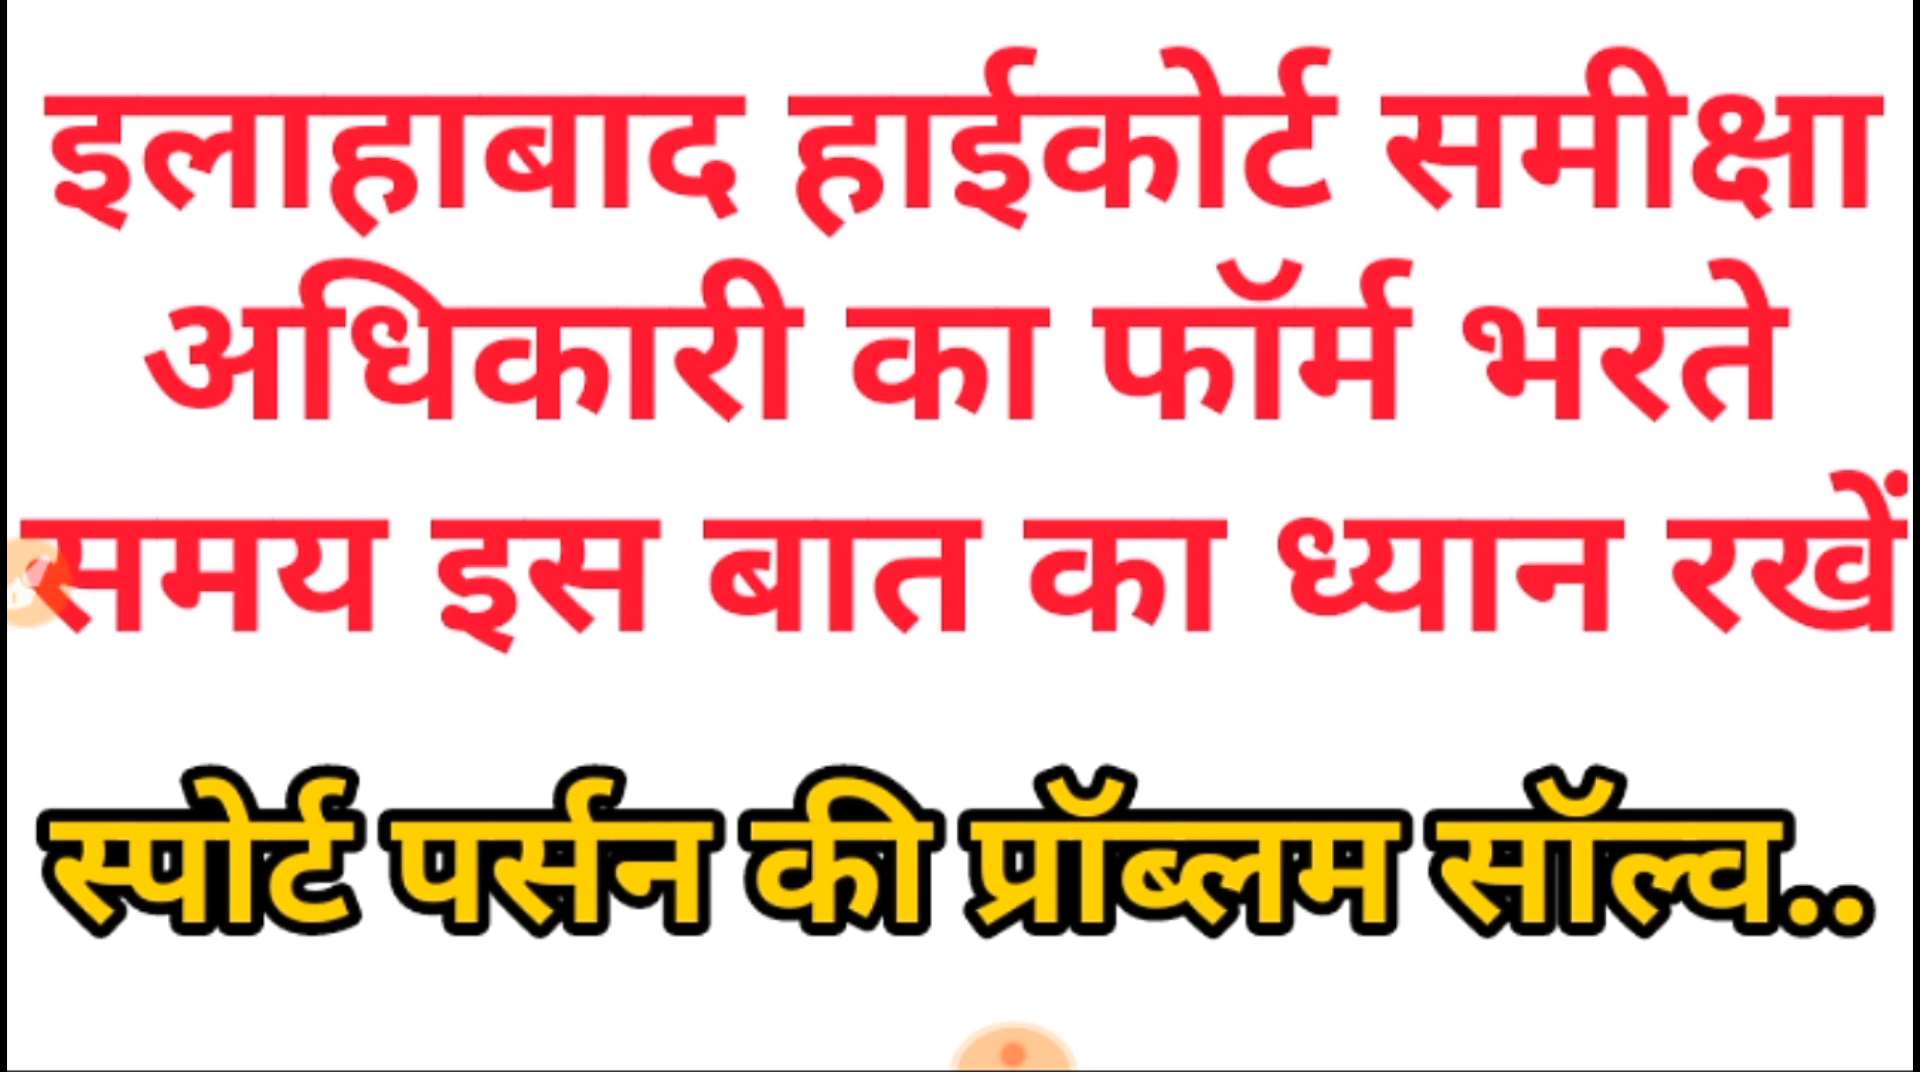 इलाहाबाद हाईकोर्ट समीक्षा
अधिकारी का फॉर्म भरते
समय इस बात का ध्यान रखें
स्पोर्ट पर्सन की प्रॉब्लम सॉल्व..